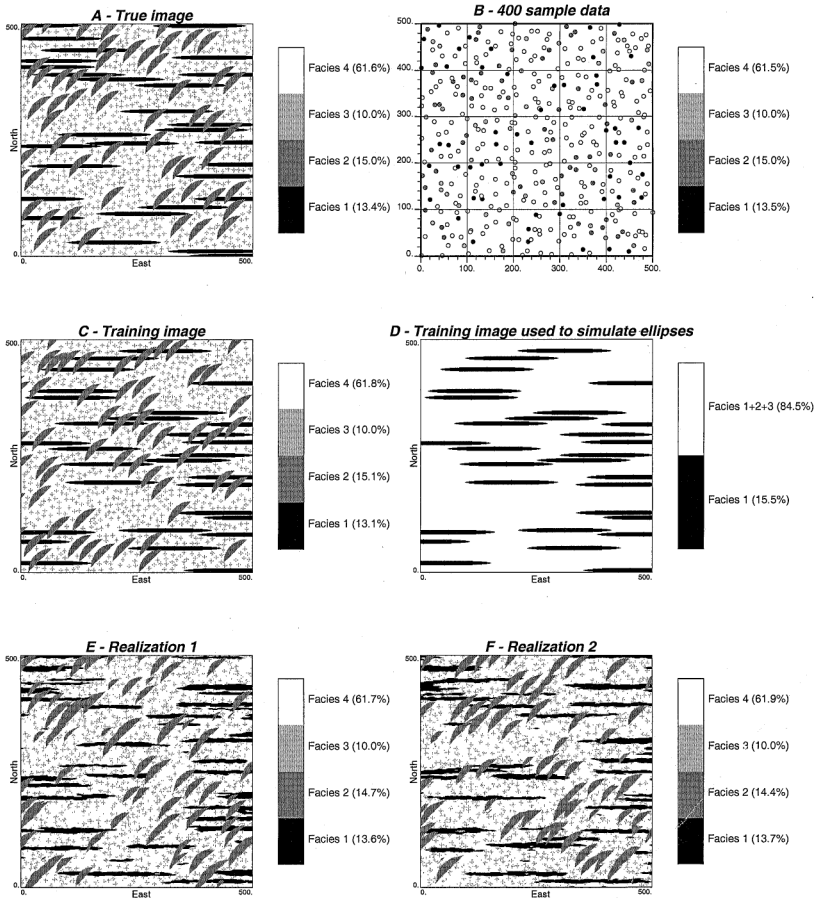 A - True image
500.
North
0.
0.
East
500.
Facies 4 (61.6%)
Facies 3 (10.0%)
Facies 2 (15.0%)
Facies 1 (13.4%)
B - 400 sample data
500.
400.
300.
200.
100.
0.
0. 100. 200. 300. 400. 500.
Facies 4 (61.5%)
Facies 3 (10.0%)
Facies 2 (15.0%)
Facies 1 (13.5%)
C - Training image
500.
North
0.
0.
East
500.
Facies 4 (61.8%)
Facies 3 (10.0%)
Facies 2 (15.1%)
Facies 1 (13.1%)
D - Training image used to simulate ellipses
500.
North
0.
0.
East
500.
Facies 1+2+3 (84.5%)
Facies 1 (15.5%)
E - Realization 1
500.
North
0.
0.
East
500.
Facies 4 (61.7%)
Facies 3 (10.0%)
Facies 2 (14.7%)
Facies 1 (13.6%)
F - Realization 2
500.
North
0.
0.
East
500.
Facies 4 (61.9%)
Facies 3 (10.0%)
Facies 2 (14.4%)
Facies 1 (13.7%)